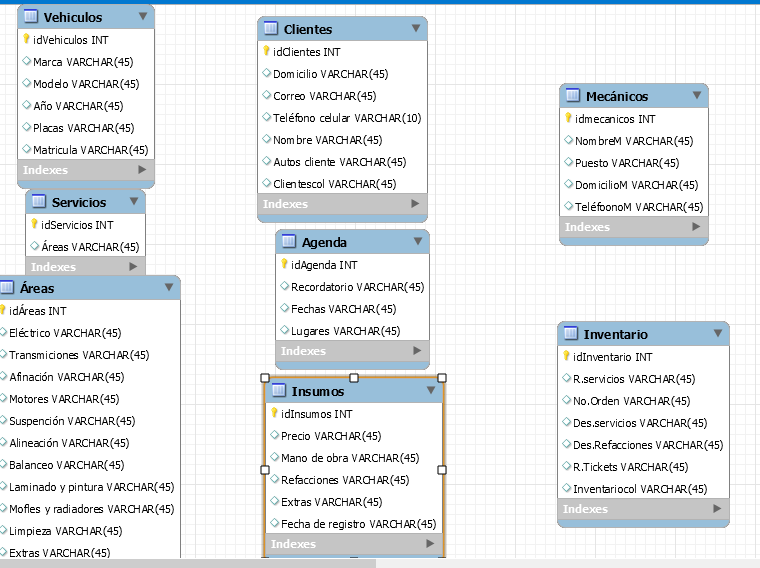 Vehiculos
idVehiculos INT
Marca VARCHAR(45)
Modelo VARCHAR(45)
Año VARCHAR(45)
Placas VARCHAR(45)
Matricula VARCHAR(45)
Indexes
Servicios
idServicios INT
Áreas VARCHAR(45)
Indexes
Áreas
idÁreas INT
Eléctrico VARCHAR(45)
Transmiciones VARCHAR(45)
Afinación VARCHAR(45)
Motores VARCHAR(45)
Suspención VARCHAR(45)
Alineación VARCHAR(45)
Balanceo VARCHAR(45)
Laminado y pintura VARCHAR(45)
Mofles y radiadores VARCHAR(45)
Limpieza VARCHAR(45)
Extras VARCHAR(45)
Clientes
idClientes INT
Domicilio VARCHAR(45)
Correo VARCHAR(45)
Teléfono celular VARCHAR(10)
Nombre VARCHAR(45)
Autos cliente VARCHAR(45)
Clientescol VARCHAR(45)
Indexes
Agenda
idAgenda INT
Recordatorio VARCHAR(45)
Fechas VARCHAR(45)
Lugares VARCHAR(45)
Indexes
Insumos
idInsumos INT
Precio VARCHAR(45)
Mano de obra VARCHAR(45)
Refacciones VARCHAR(45)
Extras VARCHAR(45)
Fecha de registro VARCHAR(45)
Indexes
Mecánicos
idmecanicos INT
NombreM VARCHAR(45)
Puesto VARCHAR(45)
DomicilioM VARCHAR(45)
TeléfoonoM VARCHAR(45)
Indexes
Inventario
idInventario INT
R.servicios VARCHAR(45)
No.Orden VARCHAR(45)
Des.servicios VARCHAR(45)
Des.Refacciones VARCHAR(45)
R.Tickets VARCHAR(45)
Inventariocol VARCHAR(45)
Indexes